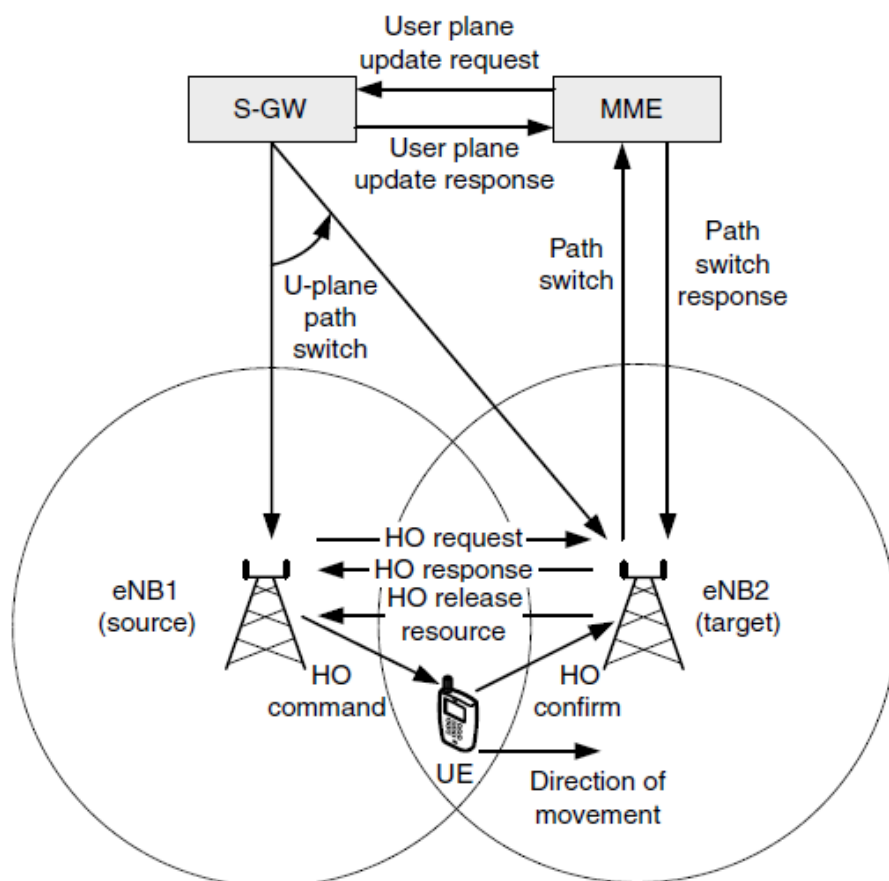 User plane
update request
S-GW
MME
User plane
update response
U-plane
path
switch
Path
switch
Path
switch
response
HO request
HO response
HO release
resource
eNB1
(source)
eNB2
(target)
HO
command
HO
confirm
UE
Direction of
movement